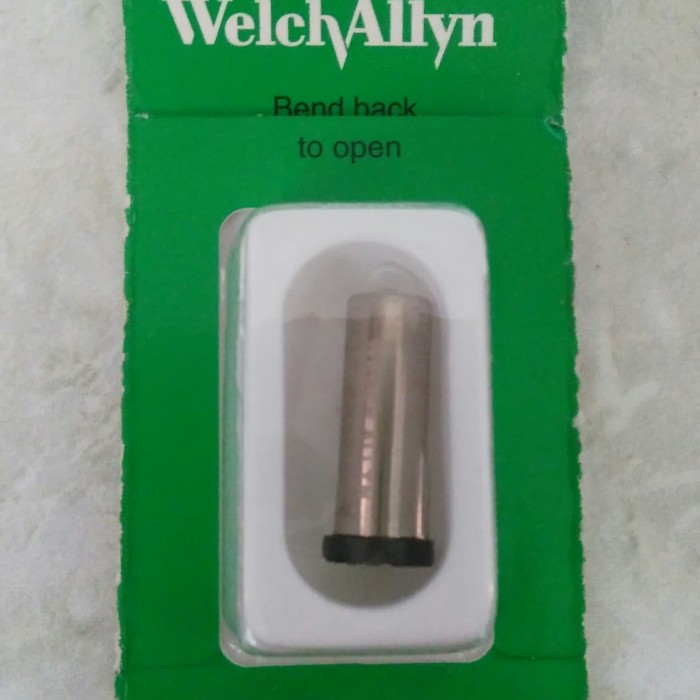 WelchAllyn
Bend back
to open